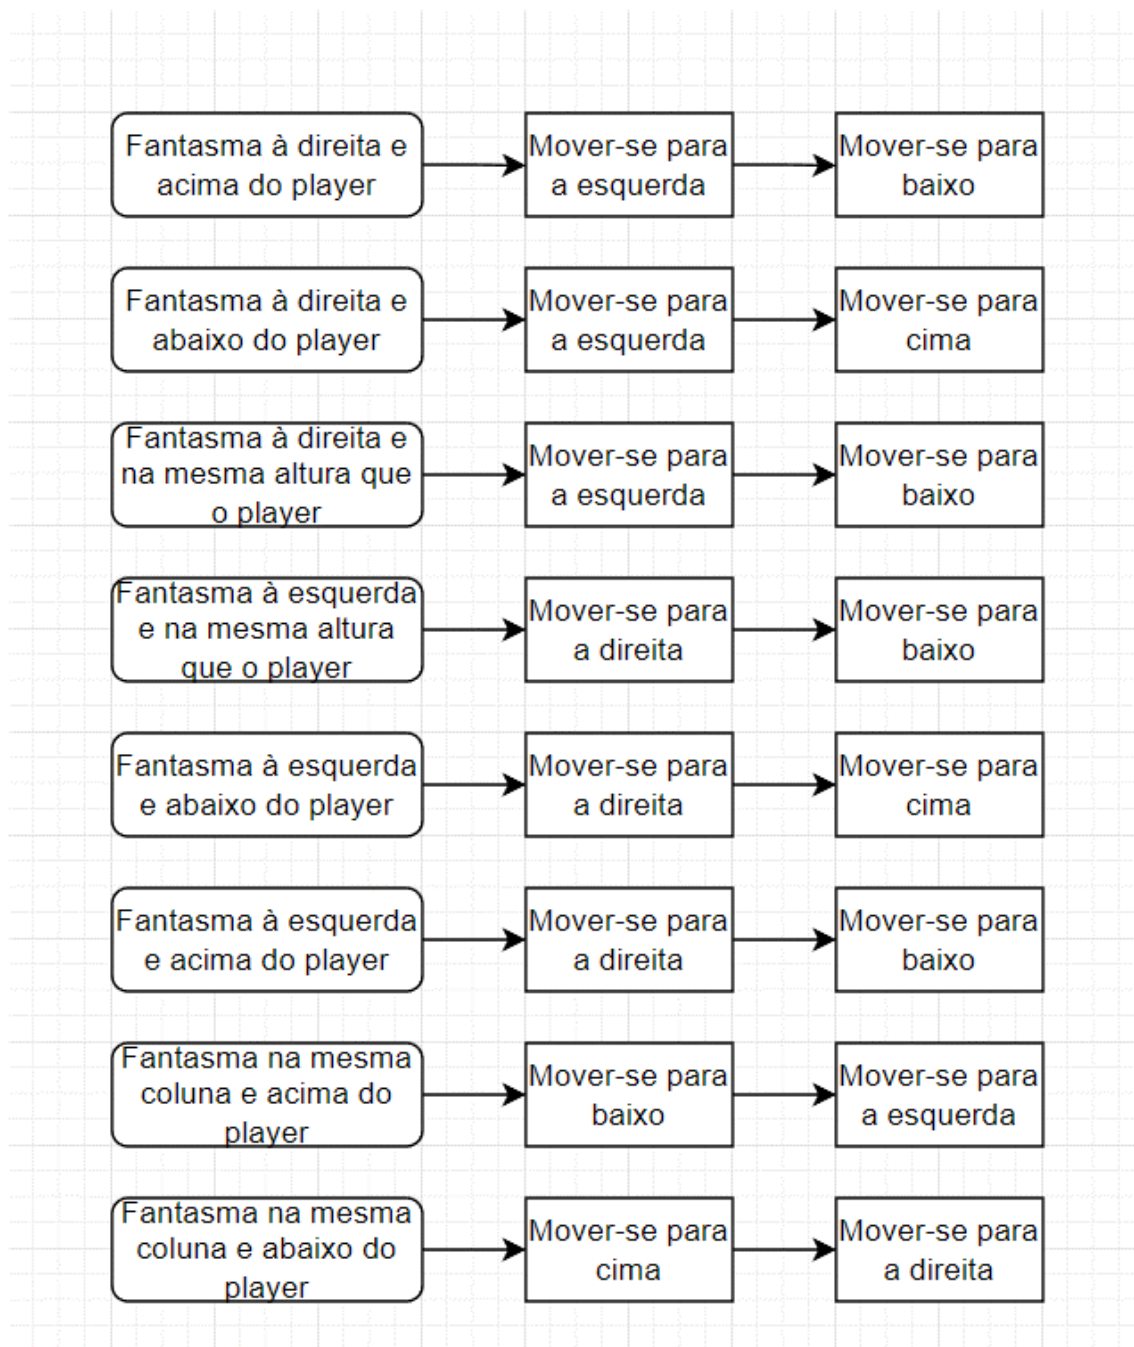 Fantasma à direita e
acima do player
Mover-se para
a esquerda
Mover-se para
baixo
Fantasma à direita e
abaixo do player
Mover-se para
a esquerda
Mover-se para
cima
Fantasma à direita e
na mesma altura que
o player
Mover-se para
a esquerda
Mover-se para
baixo
Fantasma à esquerda
e na mesma altura
que o player
Mover-se para
a direita
Mover-se para
baixo
Fantasma à esquerda
e abaixo do player
Mover-se para
a direita
Mover-se para
cima
Fantasma à esquerda
e acima do player
Mover-se para
a direita
Mover-se para
baixo
Fantasma na mesma
coluna e acima do
player
Mover-se para
baixo
Mover-se para
a esquerda
Fantasma na mesma
coluna e abaixo do
player
Mover-se para
cima
Mover-se para
a direita